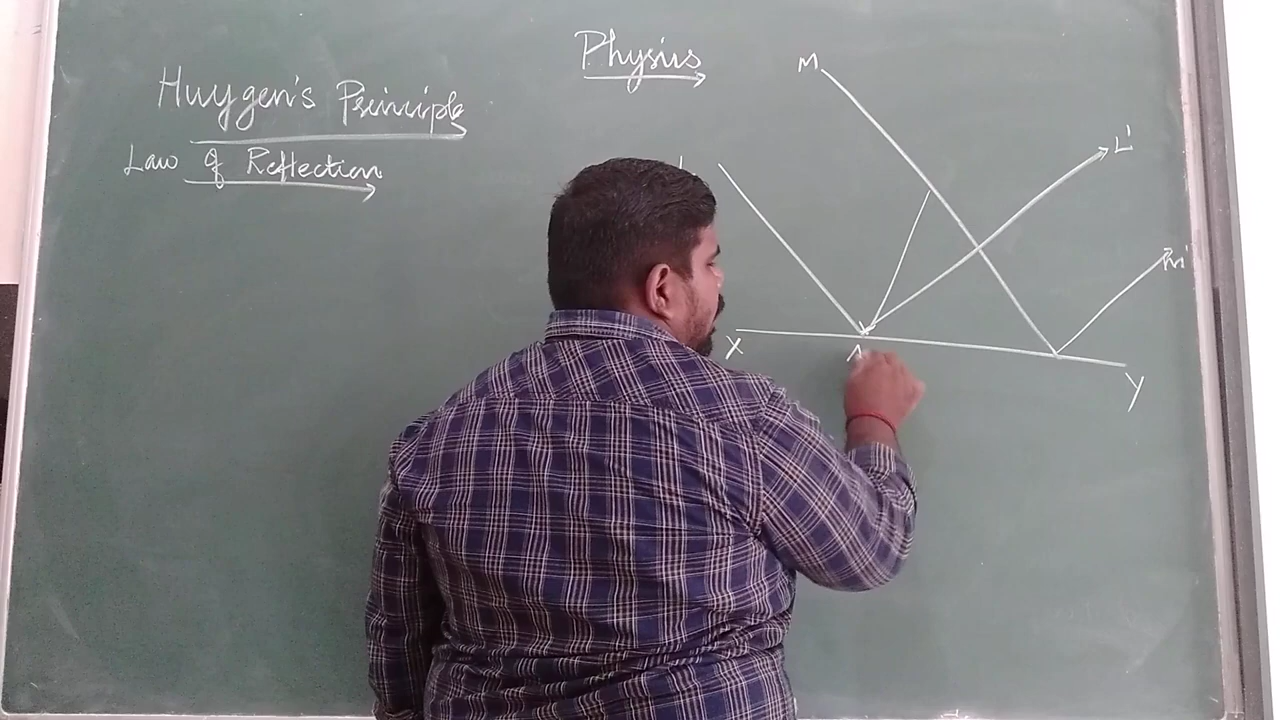 Physics
Huygen's Principle
Law of Reflection
M
L'
M'
X
A
Y